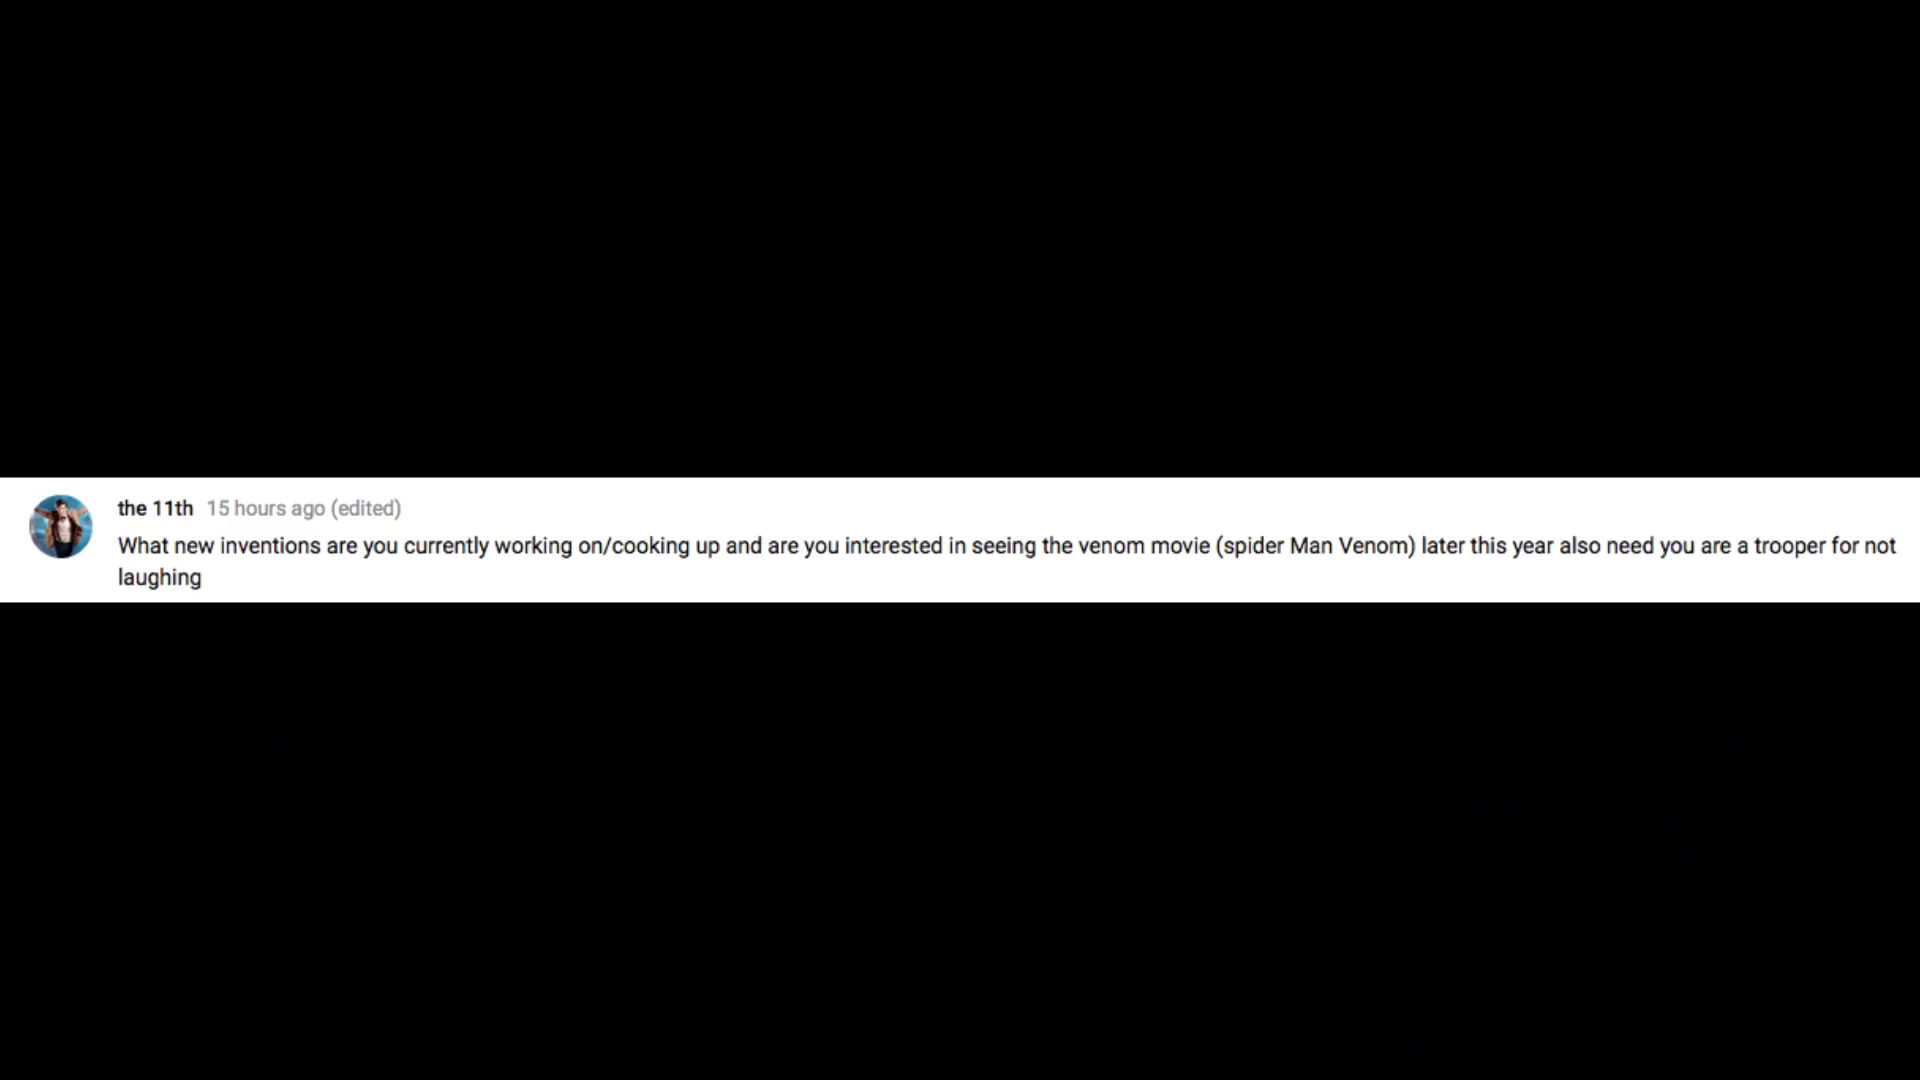 the 11th 15 hours ago (edited)
What new inventions are you currently working on/cooking up and are you interested in seeing the venom movie (spider Man Venom) later this year also need you are a trooper for not
laughing